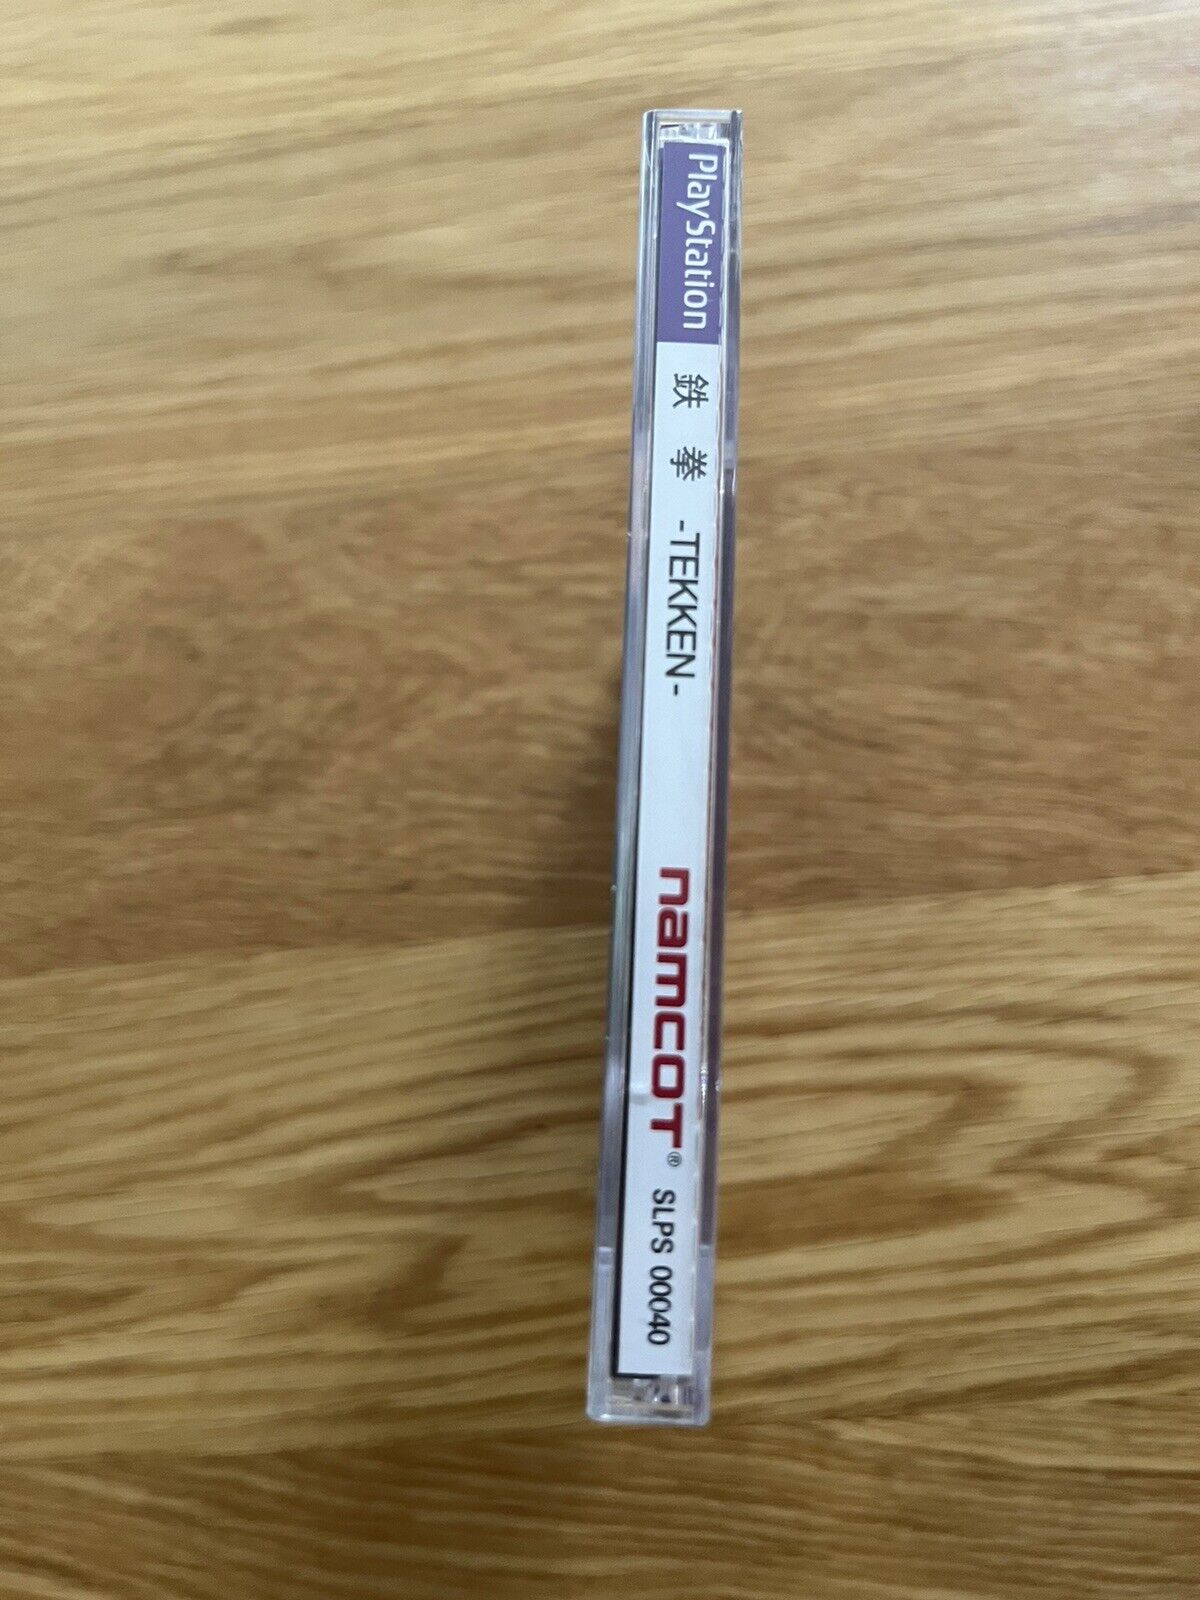 PlayStation
鉄拳 -TEKKEN-
namcot®
SLPS 00040